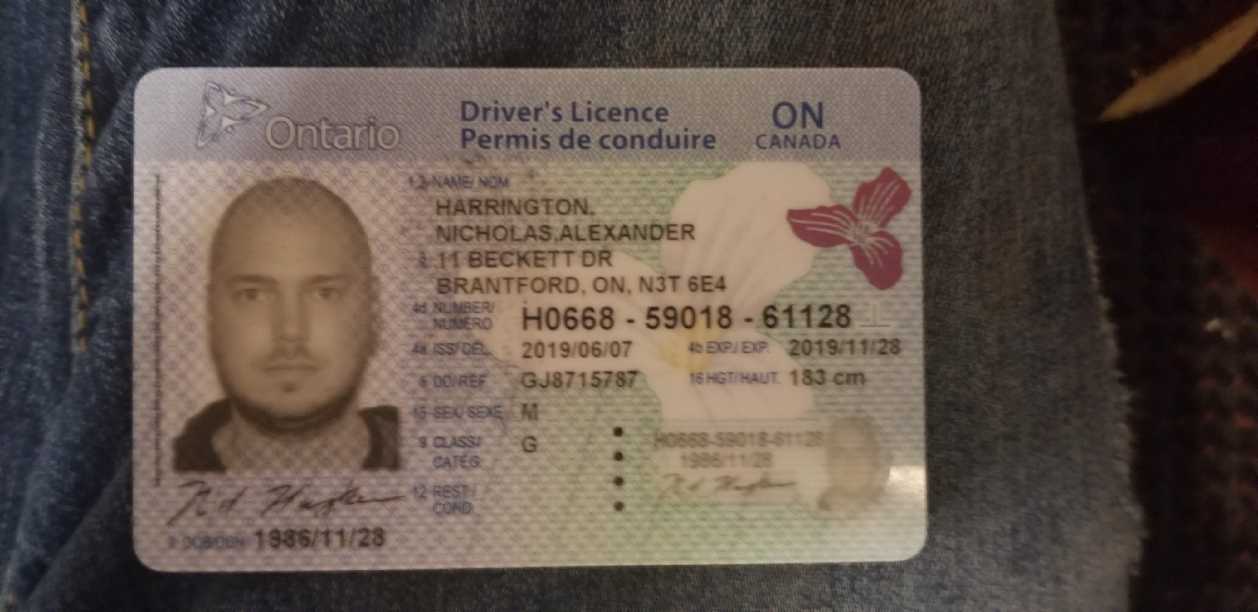 Ontario
Driver's Licence
Permis de conduire
ON
CANADA
1,2 NAME/NOM
HARRINGTON,
NICHOLAS,ALEXANDER
8 11 BECKETT DR
BRANTFORD, ON, N3T 6E4
4d NUMBER/
NUMÉRO
H0668 - 59018 - 61128
4a ISS/DÉL
2019/06/07
4b EXP./EXP.
2019/11/28
5 DD/REF
GJ8715787
16 HGT/HAUT.
183 cm
15 SEX/SEXE
M
9 CLASS/
CATÉG
G
12 REST./
COND.
H0668-59018-61128
1986/11/28
1986/11/28